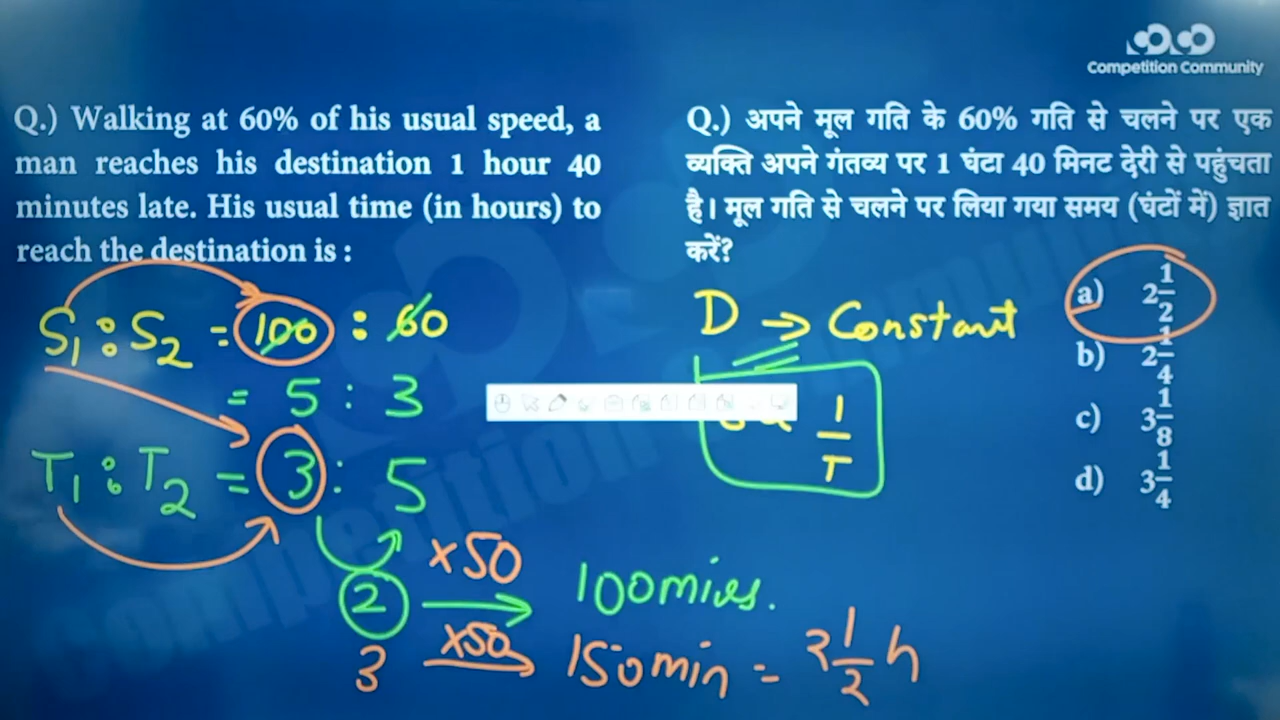 Competition Community
Q.) Walking at 60% of his usual speed, a
man reaches his destination 1 hour 40
minutes late. His usual time (in hours) to
reach the destination is :
Q.) अपने मूल गति के 60% गति से चलने पर एक
व्यक्ति अपने गंतव्य पर 1 घंटा 40 मिनट देरी से पहुंचता
है। मूल गति से चलने पर लिया गया समय (घंटों में) ज्ञात
करें?
a) 2 1/2
b) 2 1/4
c) 3 1/8
d) 3 1/4
S₁ : S₂ = 100 : 60
= 5 : 3
T₁ : T₂ = 3 : 5
2 ×50 → 100
3 ×50 → 150 min = 2 1/2 h
D → Constant
1/T